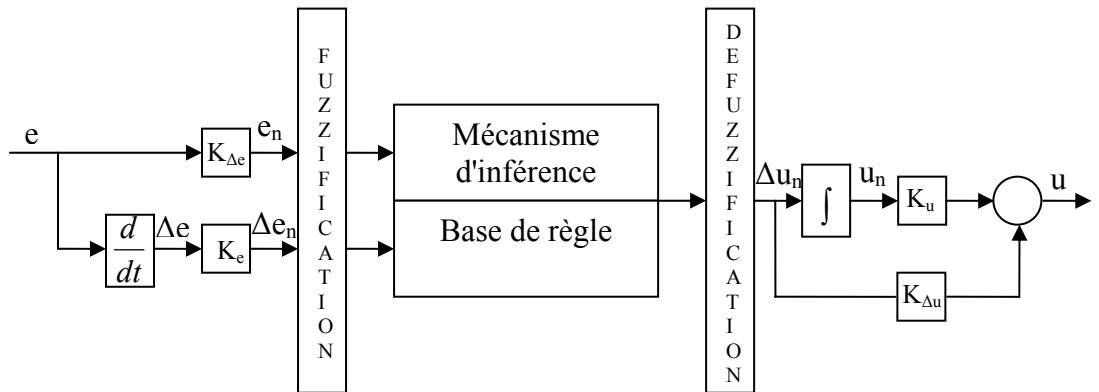 e
K_Δe
e_n
d
dt
Δe
K_e
Δe_n
FUZZIFICATION
Mécanisme
d'inférence
Base de règle
DEFUZZIFICATION
Δu_n
∫
u_n
K_u
u
K_Δu